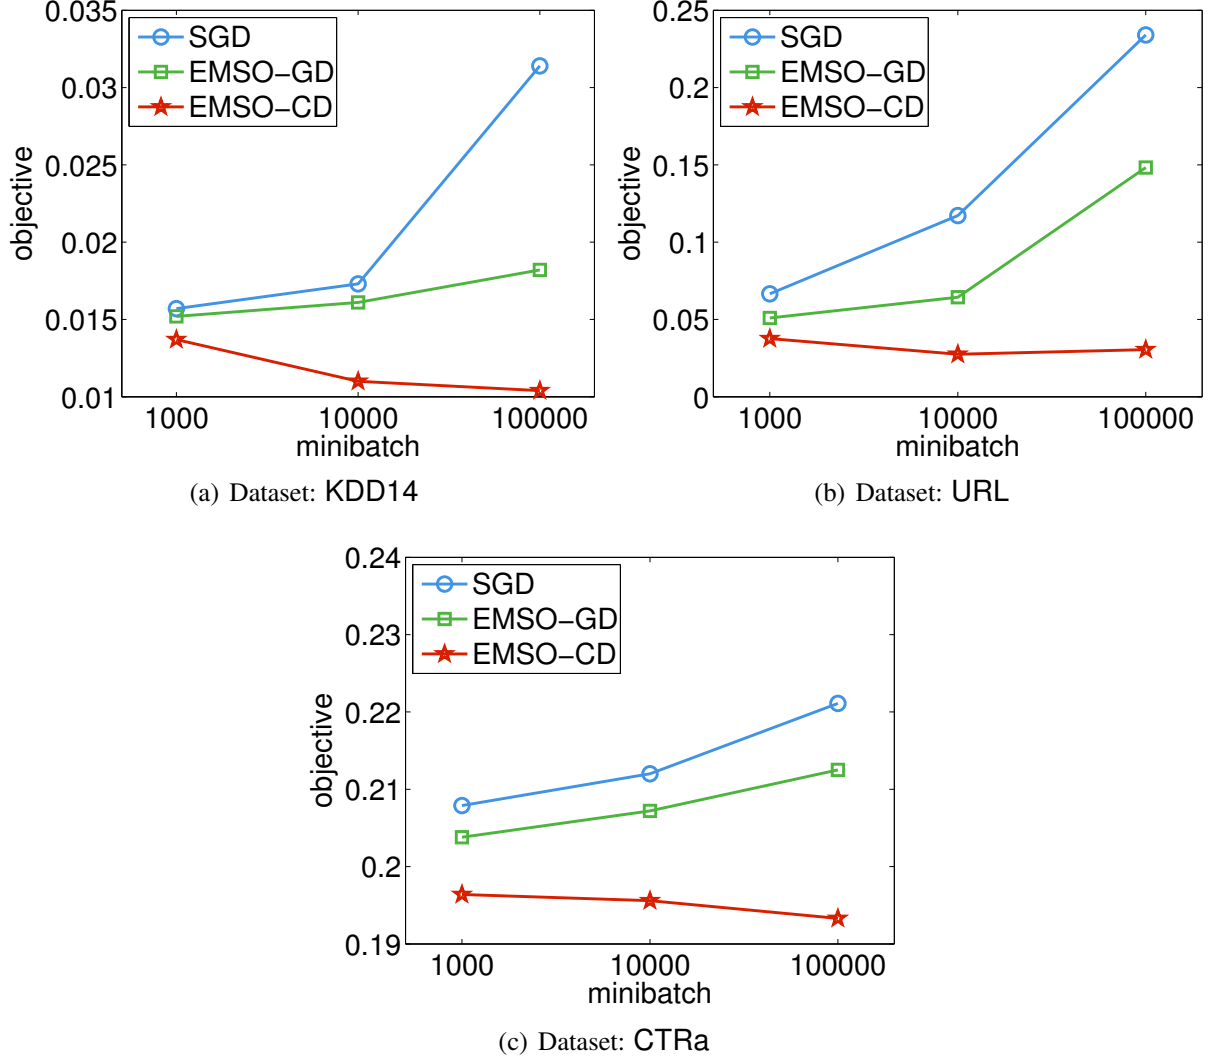 0.035
0.03
0.025
0.02
0.015
0.01
objective
SGD
EMSO-GD
EMSO-CD
1000
10000
100000
minibatch
(a) Dataset: KDD14
0.25
0.2
0.15
0.1
0.05
0
objective
SGD
EMSO-GD
EMSO-CD
1000
10000
100000
minibatch
(b) Dataset: URL
0.24
0.23
0.22
0.21
0.2
0.19
objective
SGD
EMSO-GD
EMSO-CD
1000
10000
100000
minibatch
(c) Dataset: CTRa